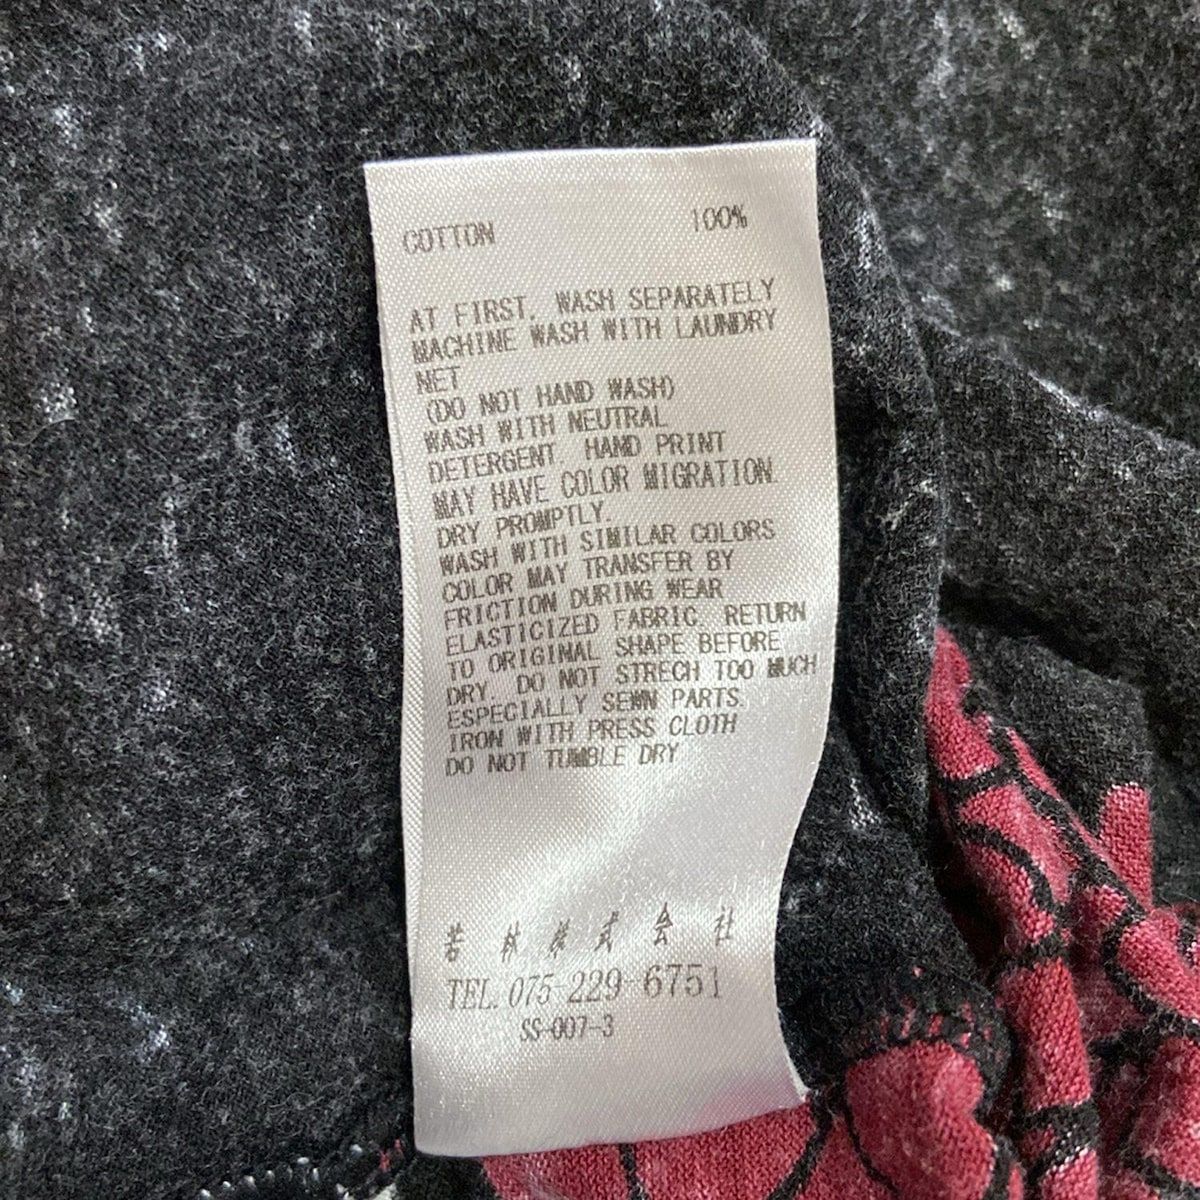 COTTON 100%
AT FIRST. WASH SEPARATELY
MACHINE WASH WITH LAUNDRY
NET
(DO NOT HAND WASH)
WASH WITH NEUTRAL
DETERGENT HAND PRINT
MAY HAVE COLOR MIGRATION.
DRY PROMPTLY.
WASH WITH SIMILAR COLORS
COLOR MAY TRANSFER BY
FRICTION DURING WEAR
ELASTICIZED FABRIC. RETURN
TO ORIGINAL SHAPE BEFORE
DRY. DO NOT STRECH TOO MUCH
ESPECIALLY SEWN PARTS.
IRON WITH PRESS CLOTH
DO NOT TUMBLE DRY
若林株式会社
TEL. 075-229-6751
SS-007-3